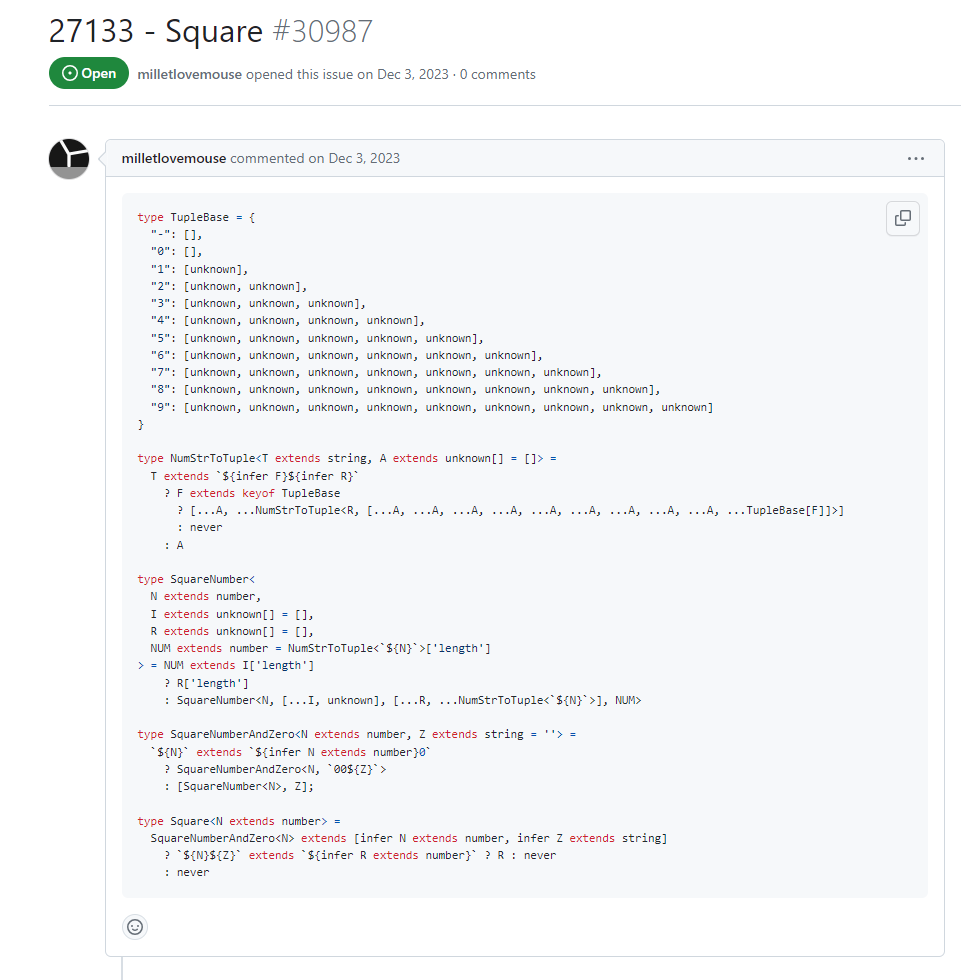 27133 - Square #30987
Open milletlovemouse opened this issue on Dec 3, 2023 · 0 comments
milletlovemouse commented on Dec 3, 2023
type TupleBase = {
  "-": [],
  "0": [],
  "1": [unknown],
  "2": [unknown, unknown],
  "3": [unknown, unknown, unknown],
  "4": [unknown, unknown, unknown, unknown],
  "5": [unknown, unknown, unknown, unknown, unknown],
  "6": [unknown, unknown, unknown, unknown, unknown, unknown],
  "7": [unknown, unknown, unknown, unknown, unknown, unknown, unknown],
  "8": [unknown, unknown, unknown, unknown, unknown, unknown, unknown, unknown],
  "9": [unknown, unknown, unknown, unknown, unknown, unknown, unknown, unknown, unknown]
}
type NumStrToTuple<T extends string, A extends unknown[] = []> =
  T extends `${infer F}${infer R}`
    ? F extends keyof TupleBase
      ? [...A, ...NumStrToTuple<R, [...A, ...A, ...A, ...A, ...A, ...A, ...A, ...A, ...A, ...TupleBase[F]]>]
      : never
    : A
type SquareNumber<
  N extends number,
  I extends unknown[] = [],
  R extends unknown[] = [],
  NUM extends number = NumStrToTuple<`${N}`>['length']
> = NUM extends I['length']
    ? R['length']
    : SquareNumber<N, [...I, unknown], [...R, ...NumStrToTuple<`${N}`>], NUM>
type SquareNumberAndZero<N extends number, Z extends string = ''> =
  `${N}` extends `${infer N extends number}0`
    ? SquareNumberAndZero<N, `00${Z}`>
    : [SquareNumber<N>, Z];
type Square<N extends number> =
  SquareNumberAndZero<N> extends [infer N extends number, infer Z extends string]
    ? `${N}${Z}` extends `${infer R extends number}` ? R : never
    : never